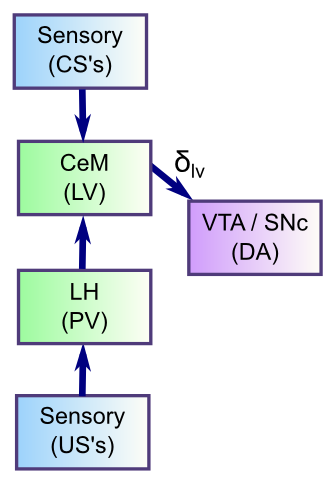 Sensory
(CS's)
CeM
(LV)
δlv
VTA / SNc
(DA)
LH
(PV)
Sensory
(US's)